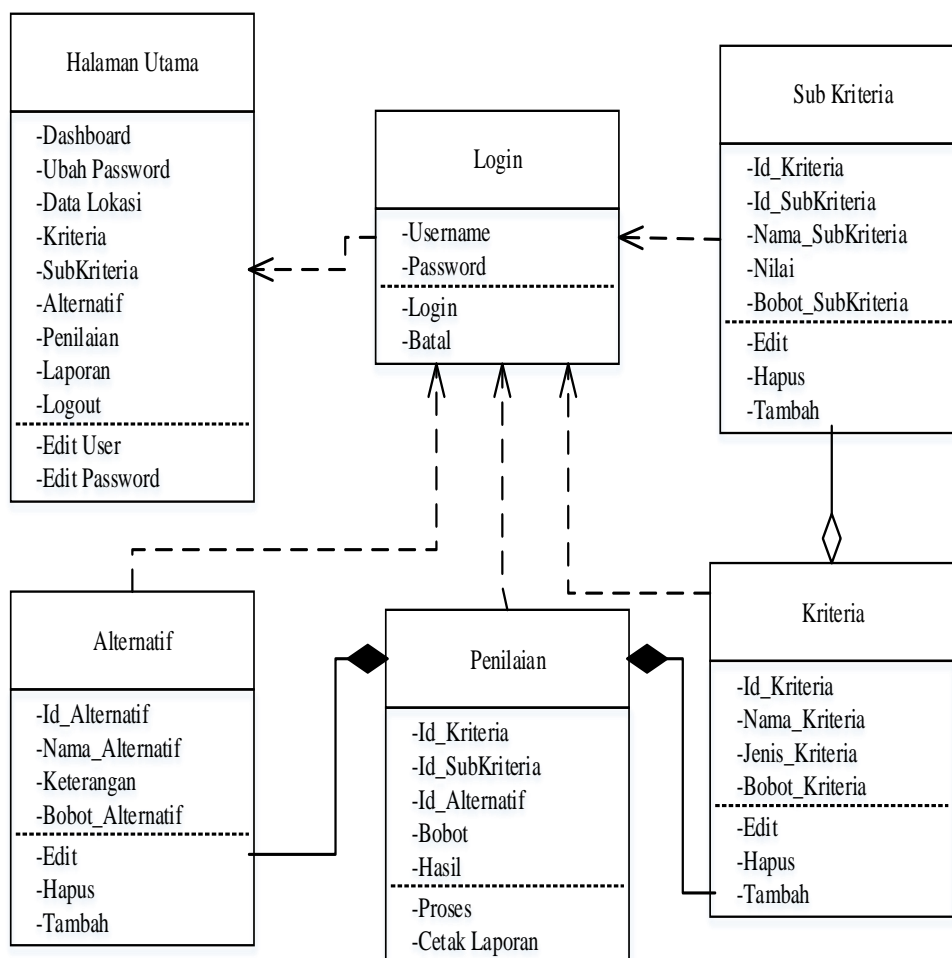 Halaman Utama
-Dashboard
-Ubah Password
-Data Lokasi
-Kriteria
-SubKriteria
-Alternatif
-Penilaian
-Laporan
-Logout
-Edit User
-Edit Password
Login
-Username
-Password
-Login
-Batal
Sub Kriteria
-Id_Kriteria
-Id_SubKriteria
-Nama_SubKriteria
-Nilai
-Bobot_SubKriteria
-Edit
-Hapus
-Tambah
Alternatif
-Id_Alternatif
-Nama_Alternatif
-Keterangan
-Bobot_Alternatif
-Edit
-Hapus
-Tambah
Penilaian
-Id_Kriteria
-Id_SubKriteria
-Id_Alternatif
-Bobot
-Hasil
-Proses
-Cetak Laporan
Kriteria
-Id_Kriteria
-Nama_Kriteria
-Jenis_Kriteria
-Bobot_Kriteria
-Edit
-Hapus
-Tambah